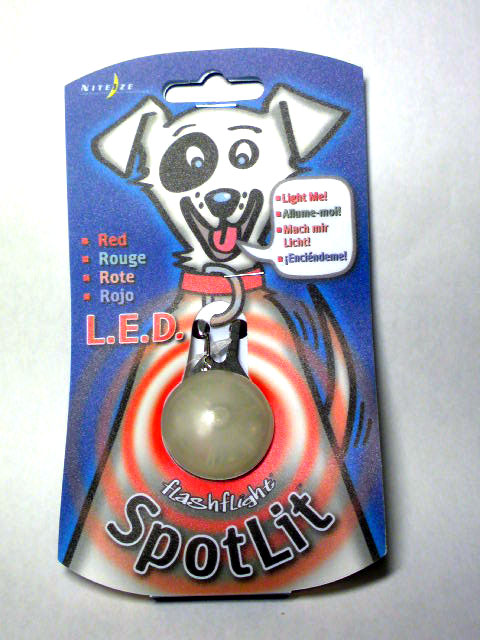 NITE IZE
Light Me!
Allume-moi!
Mach mir
Licht!
¡Enciéndeme!
Red
Rouge
Rote
Rojo
L.E.D.
flashflight
SpotLit